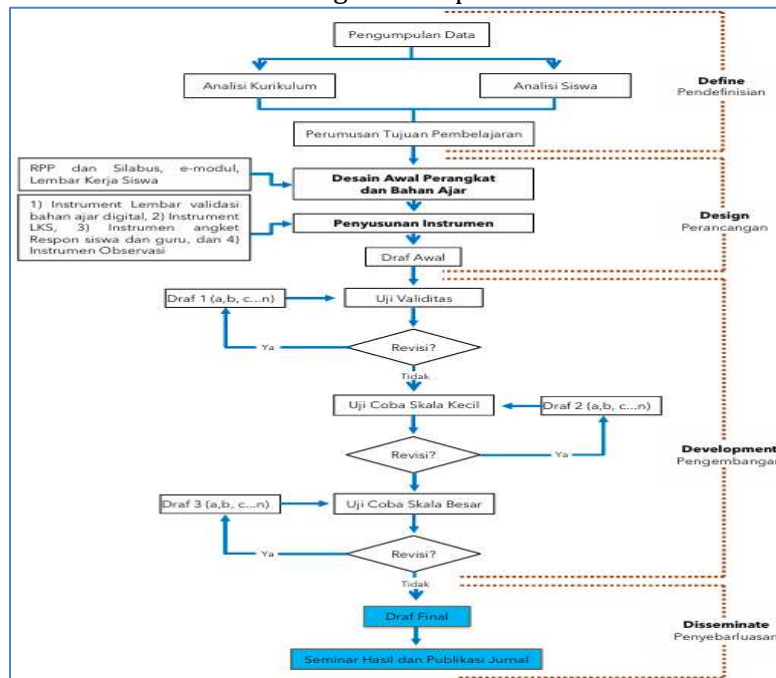 Pengumpulan Data
Analisi Kurikulum
Analisi Siswa
Define
Pendefinisian
Perumusan Tujuan Pembelajaran
RPP dan Silabus, e-modul,
Lembar Kerja Siswa
Desain Awal Perangkat
dan Bahan Ajar
1) Instrument Lembar validasi
bahan ajar digital, 2) Instrument
LKS, 3) Instrumen angket
Respon siswa dan guru, dan 4)
Instrumen Observasi
Penyusunan Instrumen
Design
Perancangan
Draf Awal
Draf 1 (a,b, c...n)
Uji Validitas
Ya
Revisi?
Tidak
Uji Coba Skala Kecil
Draf 2 (a,b, c...n)
Revisi?
Ya
Development
Pengembangan
Draf 3 (a,b, c...n)
Uji Coba Skala Besar
Ya
Revisi?
Tidak
Draf Final
Disseminate
Penyebarluasan
Seminar Hasil dan Publikasi Jurnal